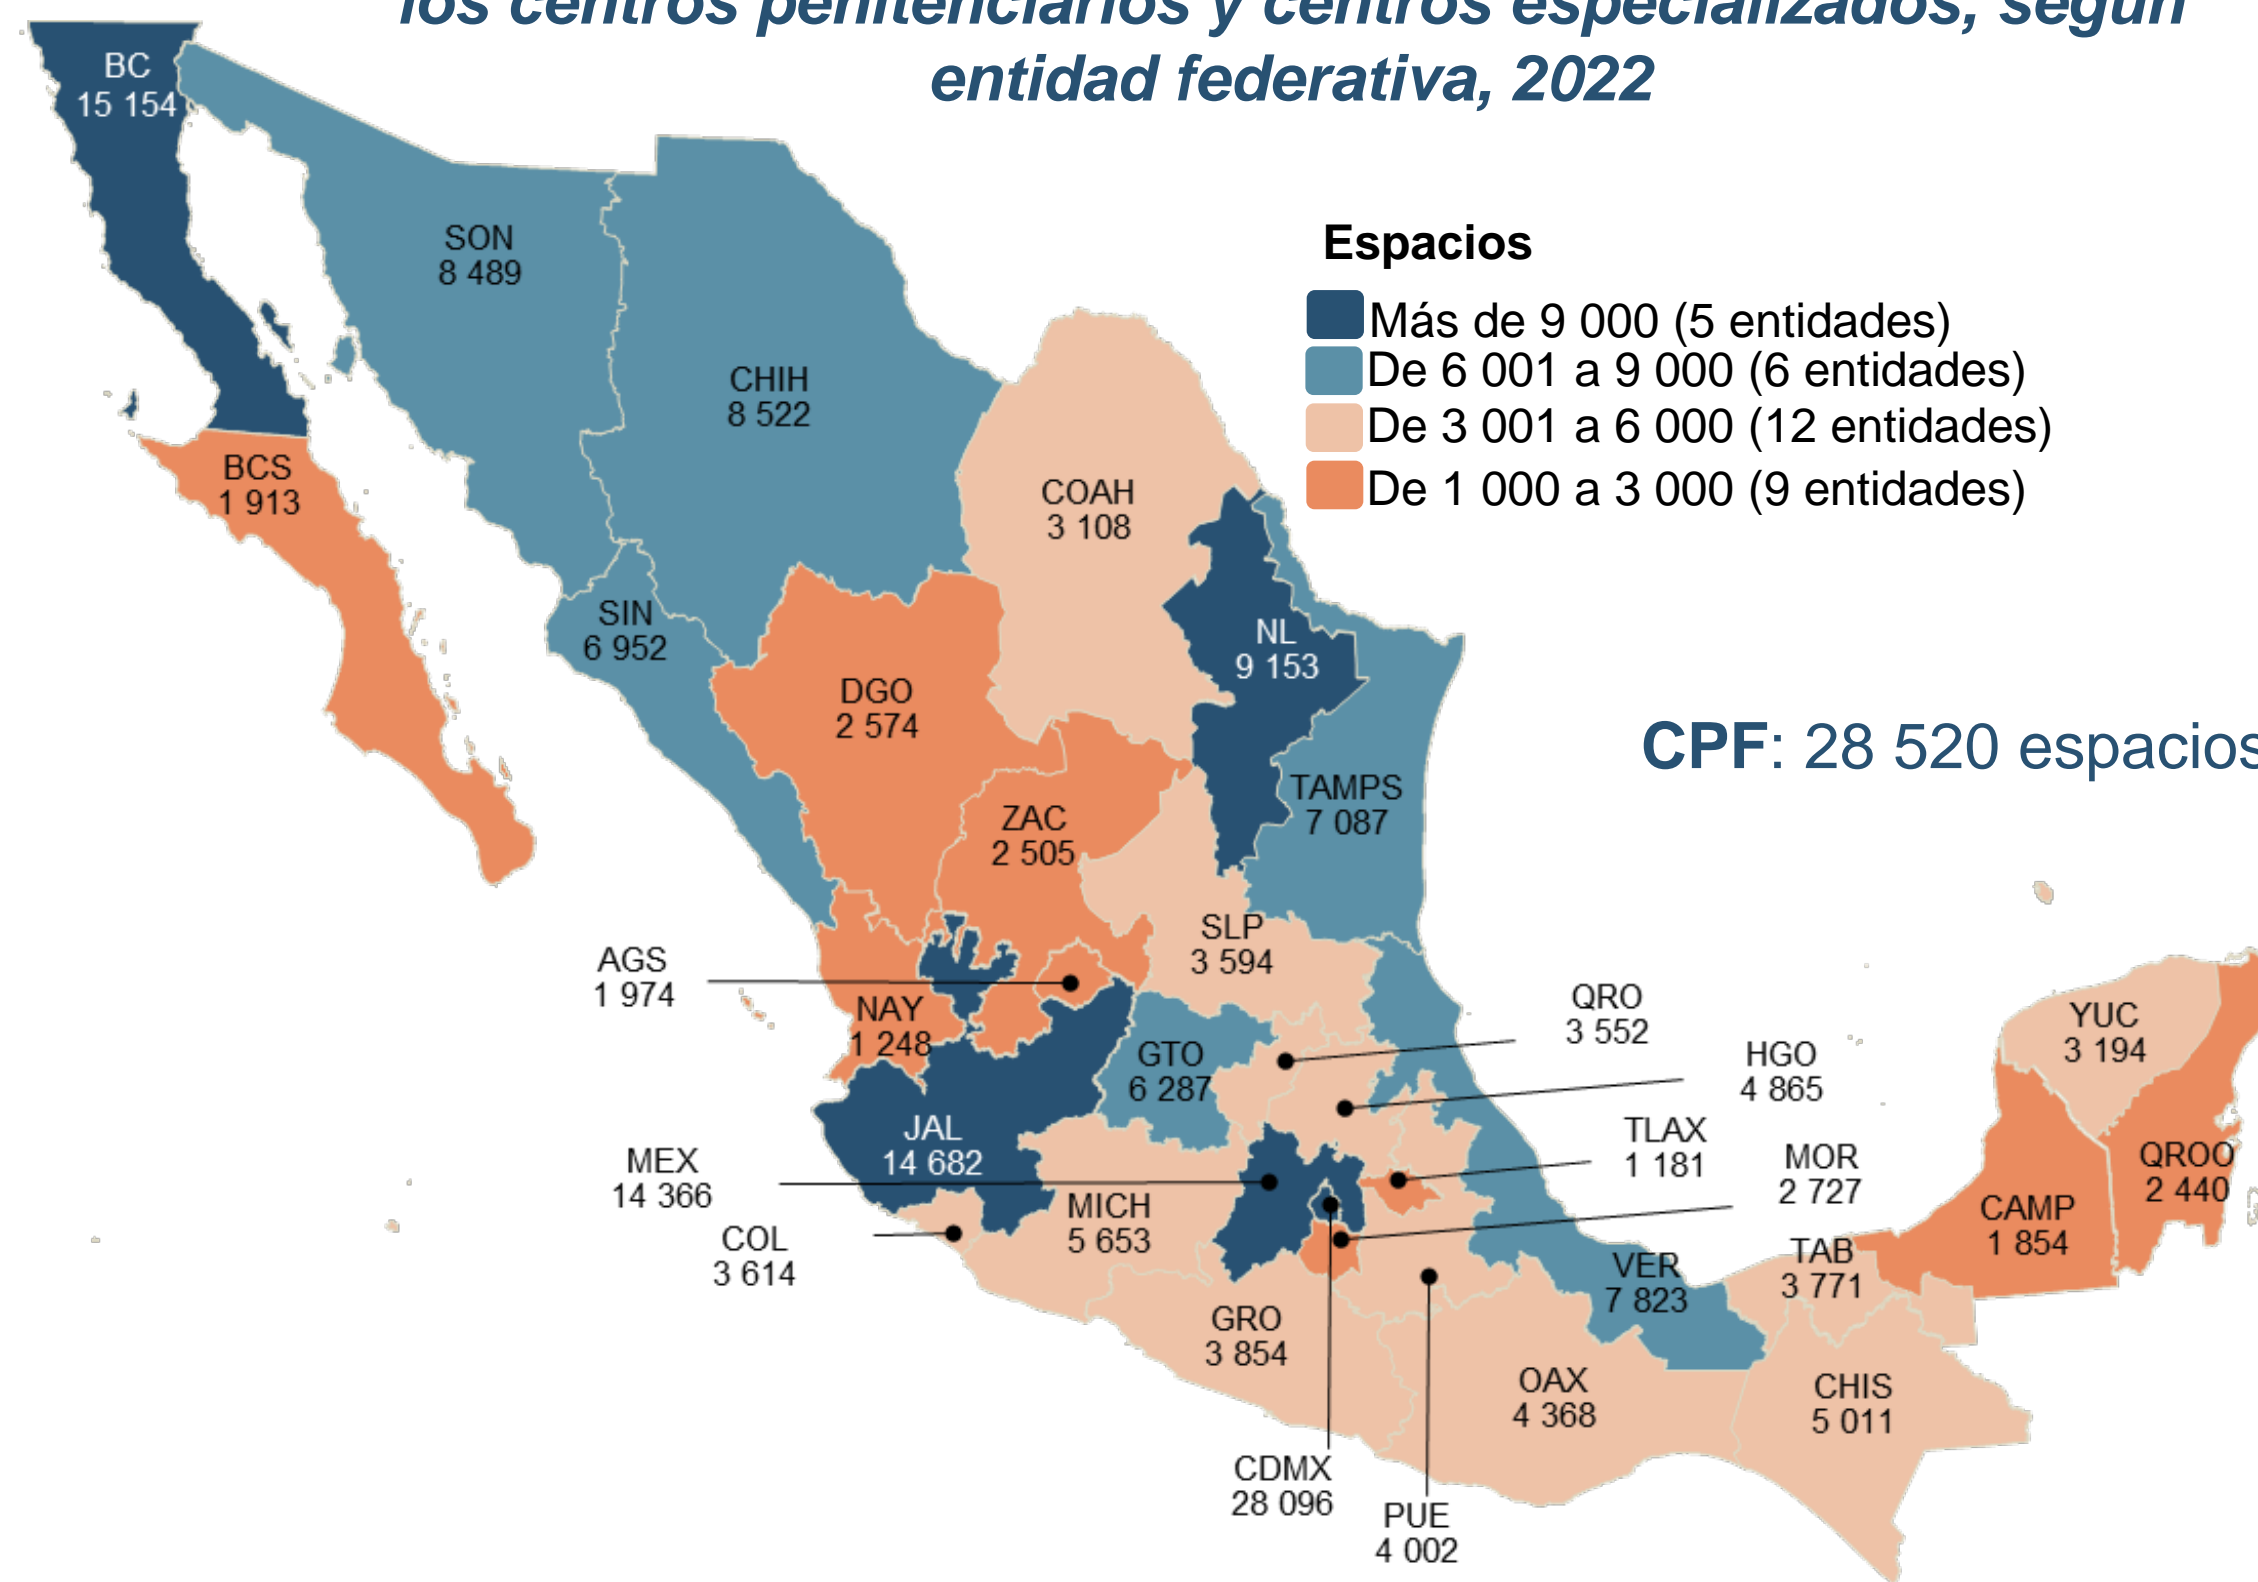 los centros penitenciarios y centros especializados, según
entidad federativa, 2022
BC
15 154
SON
8 489
Espacios
Más de 9 000 (5 entidades)
De 6 001 a 9 000 (6 entidades)
De 3 001 a 6 000 (12 entidades)
De 1 000 a 3 000 (9 entidades)
CHIH
8 522
BCS
1 913
COAH
3 108
SIN
6 952
NL
9 153
DGO
2 574
CPF: 28 520 espacios
TAMPS
7 087
ZAC
2 505
SLP
3 594
AGS
1 974
NAY
1 248
QRO
3 552
YUC
3 194
GTO
6 287
HGO
4 865
JAL
14 682
TLAX
1 181
MEX
14 366
MOR
2 727
QROO
2 440
MICH
5 653
CAMP
1 854
COL
3 614
TAB
3 771
VER
7 823
GRO
3 854
OAX
4 368
CHIS
5 011
CDMX
28 096
PUE
4 002